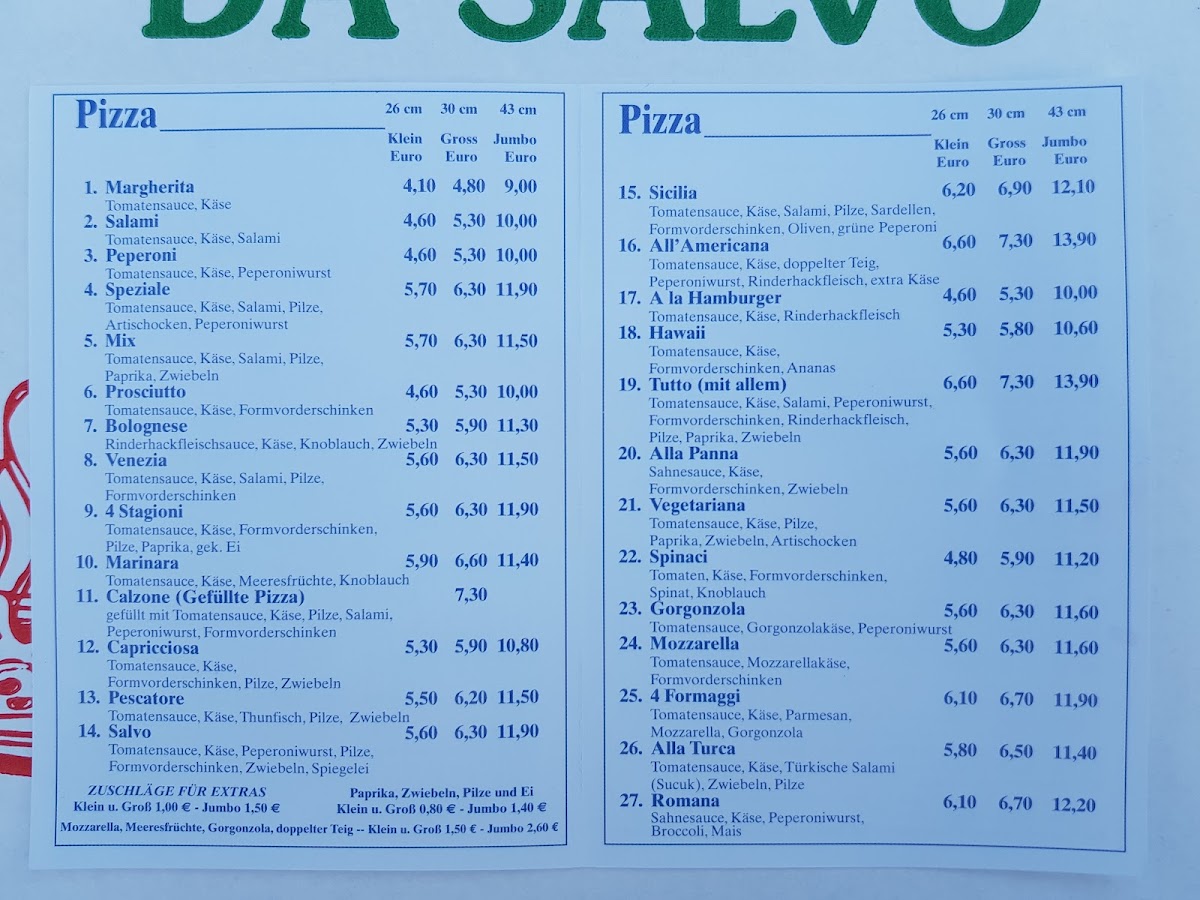 DA SALVO
Pizza 26 cm 30 cm 43 cm
Klein Gross Jumbo
Euro Euro Euro
1. Margherita 4,10 4,80 9,00
Tomatensauce, Käse
2. Salami 4,60 5,30 10,00
Tomatensauce, Käse, Salami
3. Peperoni 4,60 5,30 10,00
Tomatensauce, Käse, Peperoniwurst
4. Speziale 5,70 6,30 11,90
Tomatensauce, Käse, Salami, Pilze,
Artischocken, Peperoniwurst
5. Mix 5,70 6,30 11,50
Tomatensauce, Käse, Salami, Pilze,
Paprika, Zwiebeln
6. Prosciutto 4,60 5,30 10,00
Tomatensauce, Käse, Formvorderschinken
7. Bolognese 5,30 5,90 11,30
Rinderhackfleischsauce, Käse, Knoblauch, Zwiebeln
8. Venezia 5,60 6,30 11,50
Tomatensauce, Käse, Salami, Pilze,
Formvorderschinken
9. 4 Stagioni 5,60 6,30 11,90
Tomatensauce, Käse, Formvorderschinken,
Pilze, Paprika, gek. Ei
10. Marinara 5,90 6,60 11,40
Tomatensauce, Käse, Meeresfrüchte, Knoblauch
11. Calzone (Gefüllte Pizza) 7,30
gefüllt mit Tomatensauce, Käse, Pilze, Salami,
Peperoniwurst, Formvorderschinken
12. Capricciosa 5,30 5,90 10,80
Tomatensauce, Käse,
Formvorderschinken, Pilze, Zwiebeln
13. Pescatore 5,50 6,20 11,50
Tomatensauce, Käse, Thunfisch, Pilze, Zwiebeln
14. Salvo 5,60 6,30 11,90
Tomatensauce, Käse, Peperoniwurst, Pilze,
Formvorderschinken, Zwiebeln, Spiegelei
ZUSCHLÄGE FÜR EXTRAS Paprika, Zwiebeln, Pilze und Ei
Klein u. Groß 1,00 € - Jumbo 1,50 € Klein u. Groß 0,80 € - Jumbo 1,40 €
Mozzarella, Meeresfrüchte, Gorgonzola, doppelter Teig -- Klein u. Groß 1,50 € - Jumbo 2,60 €
Pizza 26 cm 30 cm 43 cm
Klein Gross Jumbo
Euro Euro Euro
15. Sicilia 6,20 6,90 12,10
Tomatensauce, Käse, Salami, Pilze, Sardellen,
Formvorderschinken, Oliven, grüne Peperoni
16. All'Americana 6,60 7,30 13,90
Tomatensauce, Käse, doppelter Teig,
Peperoniwurst, Rinderhackfleisch, extra Käse
17. A la Hamburger 4,60 5,30 10,00
Tomatensauce, Käse, Rinderhackfleisch
18. Hawaii 5,30 5,80 10,60
Tomatensauce, Käse,
Formvorderschinken, Ananas
19. Tutto (mit allem) 6,60 7,30 13,90
Tomatensauce, Käse, Salami, Peperoniwurst,
Formvorderschinken, Rinderhackfleisch,
Pilze, Paprika, Zwiebeln
20. Alla Panna 5,60 6,30 11,90
Sahnesauce, Käse,
Formvorderschinken, Zwiebeln
21. Vegetariana 5,60 6,30 11,50
Tomatensauce, Käse, Pilze,
Paprika, Zwiebeln, Artischocken
22. Spinaci 4,80 5,90 11,20
Tomaten, Käse, Formvorderschinken,
Spinat, Knoblauch
23. Gorgonzola 5,60 6,30 11,60
Tomatensauce, Gorgonzolakäse, Peperoniwurst
24. Mozzarella 5,60 6,30 11,60
Tomatensauce, Mozzarellakäse,
Formvorderschinken
25. 4 Formaggi 6,10 6,70 11,90
Tomatensauce, Käse, Parmesan,
Mozzarella, Gorgonzola
26. Alla Turca 5,80 6,50 11,40
Tomatensauce, Käse, Türkische Salami
(Sucuk), Zwiebeln, Pilze
27. Romana 6,10 6,70 12,20
Sahnesauce, Käse, Peperoniwurst,
Broccoli, Mais